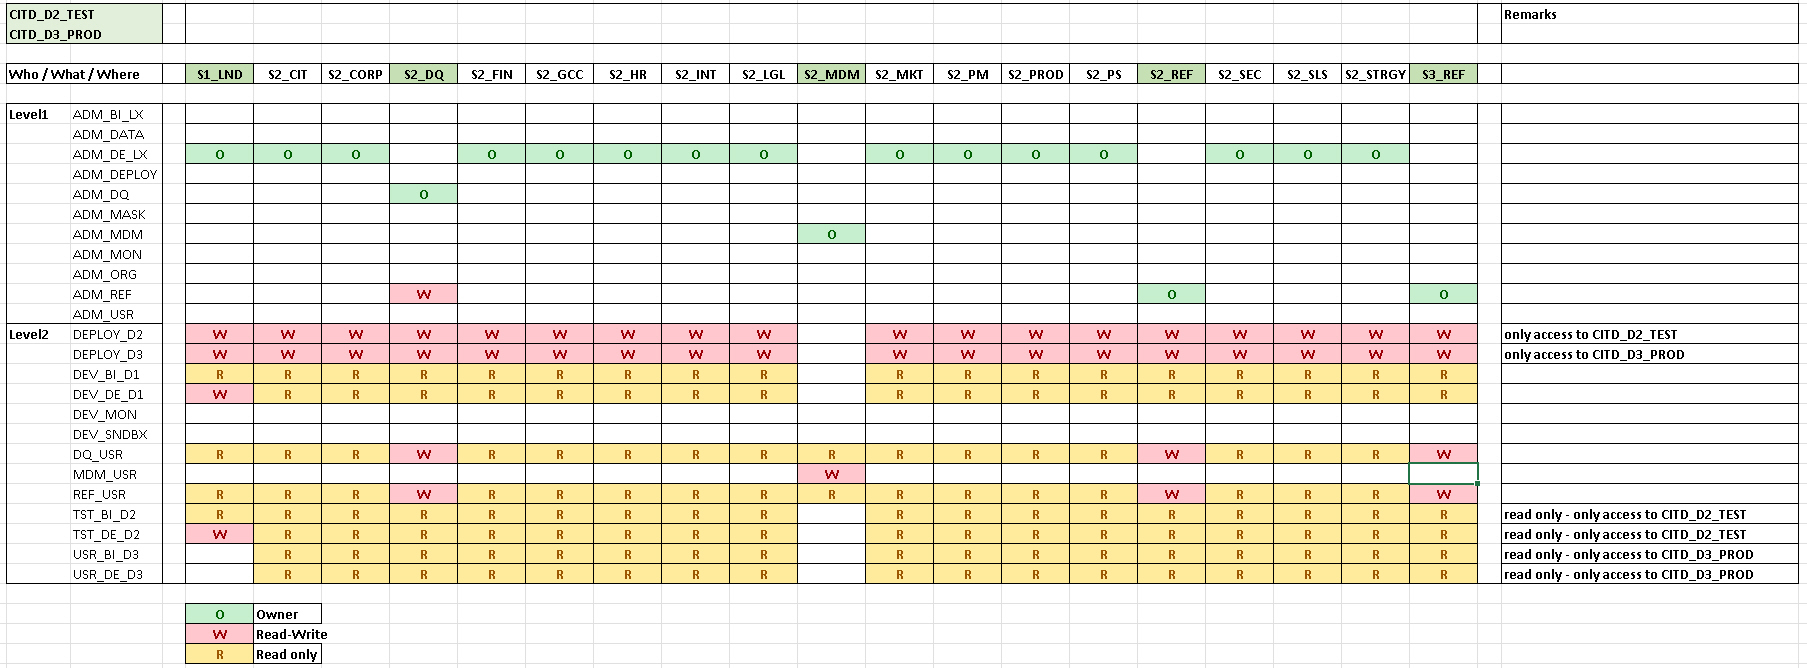 CITD_D2_TEST Remarks
CITD_D3_PROD
Who / What / Where S1_LND S2_CIT S2_CORP S2_DQ S2_FIN S2_GCC S2_HR S2_INT S2_LGL S2_MDM S2_MKT S2_PM S2_PROD S2_PS S2_REF S2_SEC S2_SLS S2_STRGY S3_REF
Level1 ADM_BI_LX
ADM_DATA
ADM_DE_LX O O O O O O O O O O O O O O O
ADM_DEPLOY
ADM_DQ O
ADM_MASK
ADM_MDM O
ADM_MON
ADM_ORG
ADM_REF W O O
ADM_USR
Level2 DEPLOY_D2 W W W W W W W W W W W W W W W W W W only access to CITD_D2_TEST
DEPLOY_D3 W W W W W W W W W W W W W W W W W W only access to CITD_D3_PROD
DEV_BI_D1 R R R R R R R R R R R R R R R R R R
DEV_DE_D1 W R R R R R R R R R R R R R R R R R
DEV_MON
DEV_SNDBX
DQ_USR R R R W R R R R R R R R R R W R R R W
MDM_USR W
REF_USR R R R W R R R R R R R R R R W R R R W
TST_BI_D2 R R R R R R R R R R R R R R R R R R read only - only access to CITD_D2_TEST
TST_DE_D2 W R R R R R R R R R R R R R R R R R read only - only access to CITD_D2_TEST
USR_BI_D3 R R R R R R R R R R R R R R R R R read only - only access to CITD_D3_PROD
USR_DE_D3 R R R R R R R R R R R R R R R R R read only - only access to CITD_D3_PROD
O Owner
W Read-Write
R Read only